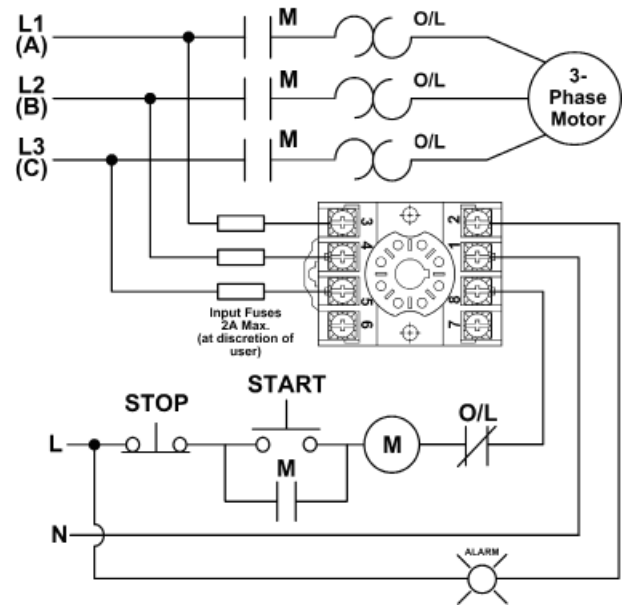 L1
(A)
M
O/L
L2
(B)
M
O/L
3-
Phase
Motor
L3
(C)
M
O/L
3
2
4
1
5
8
6
7
Input Fuses
2A Max.
(at discretion of
user)
STOP
START
O/L
L
M
M
N
ALARM